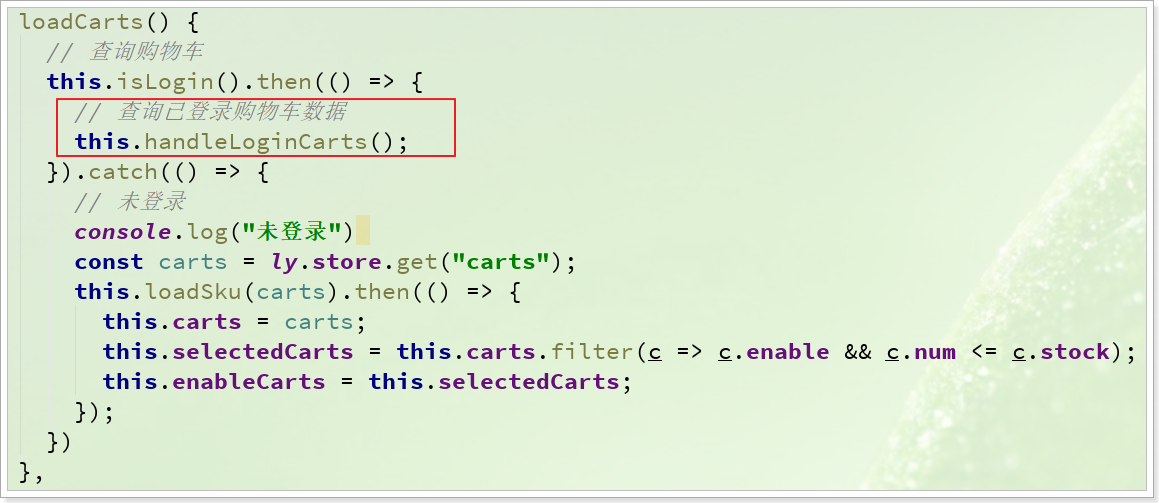 loadCarts() {
// 查询购物车
this.isLogin().then(() => {
// 查询已登录购物车数据
this.handleLoginCarts();
}).catch(() => {
// 未登录
console.log("未登录")
const carts = ly.store.get("carts");
this.loadSku(carts).then(() => {
this.carts = carts;
this.selectedCarts = this.carts.filter(c => c.enable && c.num <= c.stock);
this.enableCarts = this.selectedCarts;
});
})
},